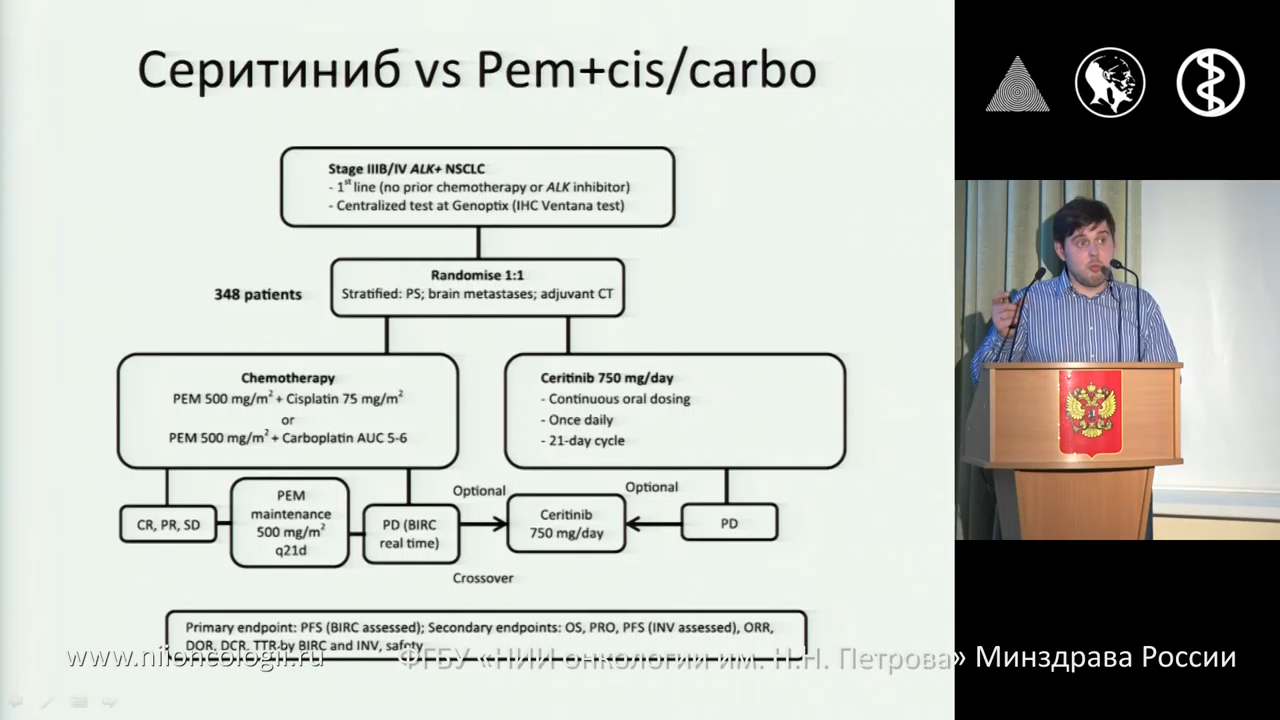 Серитиниб vs Pem+cis/carbo
Stage IIIB/IV ALK+ NSCLC
- 1st line (no prior chemotherapy or ALK inhibitor)
- Centralized test at Genoptix (IHC Ventana test)
348 patients
Randomise 1:1
Stratified: PS; brain metastases; adjuvant CT
Chemotherapy
PEM 500 mg/m2 + Cisplatin 75 mg/m2
or
PEM 500 mg/m2 + Carboplatin AUC 5-6
Ceritinib 750 mg/day
- Continuous oral dosing
- Once daily
- 21-day cycle
CR, PR, SD
PEM
maintenance
500 mg/m2
q21d
PD (BIRC
real time)
Optional
Crossover
Ceritinib
750 mg/day
Optional
PD
Primary endpoint: PFS (BIRC assessed); Secondary endpoints: OS, PRO, PFS (INV assessed), ORR,
DOR, DCR, TTR by BIRC and INV, safety
www.niioncologii.ru
ФГБУ «НИИ онкологии им. Н.Н. Петрова» Минздрава России